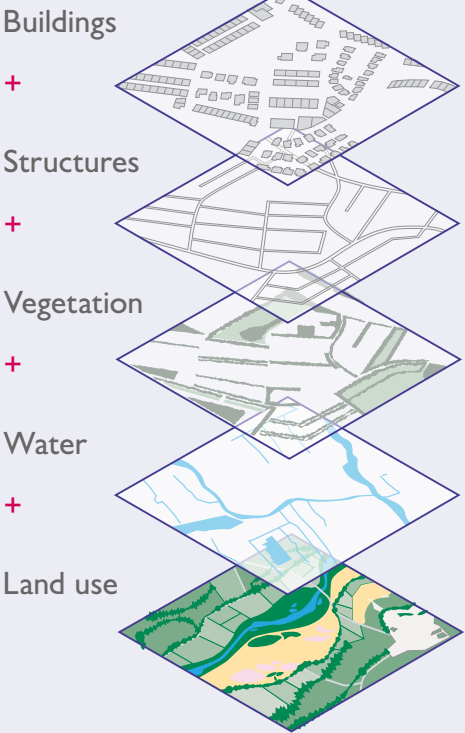 Buildings
+
Structures
+
Vegetation
+
Water
+
Land use